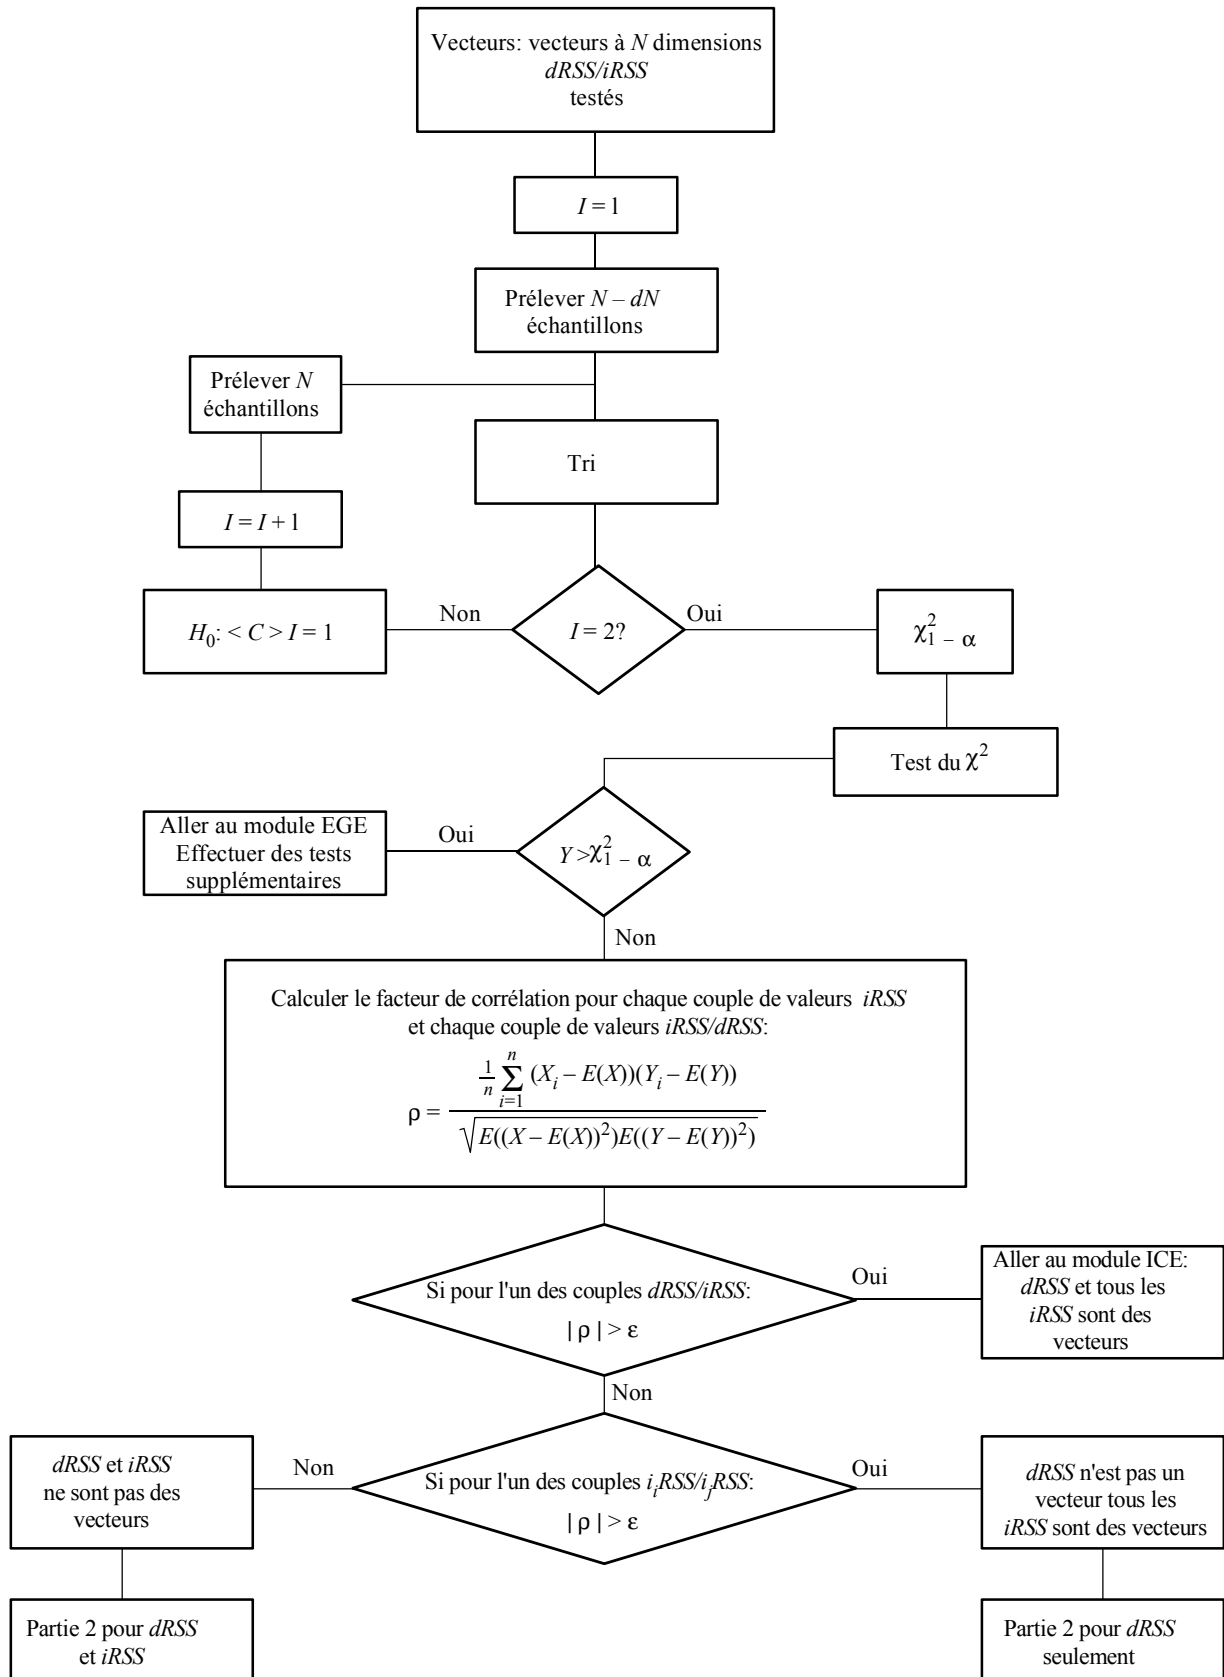 Vecteurs: vecteurs à N dimensions
dRSS/iRSS
testés
I = 1
Prélever N – dN
échantillons
Prélever N
échantillons
Tri
I = I + 1
H₀: < C > I = 1
Non
I = 2?
Oui
χ²₁ – α
Test du χ²
Aller au module EGE
Effectuer des tests
supplémentaires
Oui
Y > χ²₁ – α
Non
Calculer le facteur de corrélation pour chaque couple de valeurs iRSS
et chaque couple de valeurs iRSS/dRSS:
ρ = \frac{\frac{1}{n} \sum_{i=1}^{n} (X_i – E(X))(Y_i – E(Y))}{\sqrt{E((X – E(X))^2)E((Y – E(Y))^2)}}
Si pour l'un des couples dRSS/iRSS:
| ρ | > ε
Oui
Aller au module ICE:
dRSS et tous les
iRSS sont des
vecteurs
Non
dRSS et iRSS
ne sont pas des
vecteurs
Non
Si pour l'un des couples iᵢRSS/iⱼRSS:
| ρ | > ε
Oui
dRSS n'est pas un
vecteur tous les
iRSS sont des vecteurs
Partie 2 pour dRSS
et iRSS
Partie 2 pour dRSS
seulement